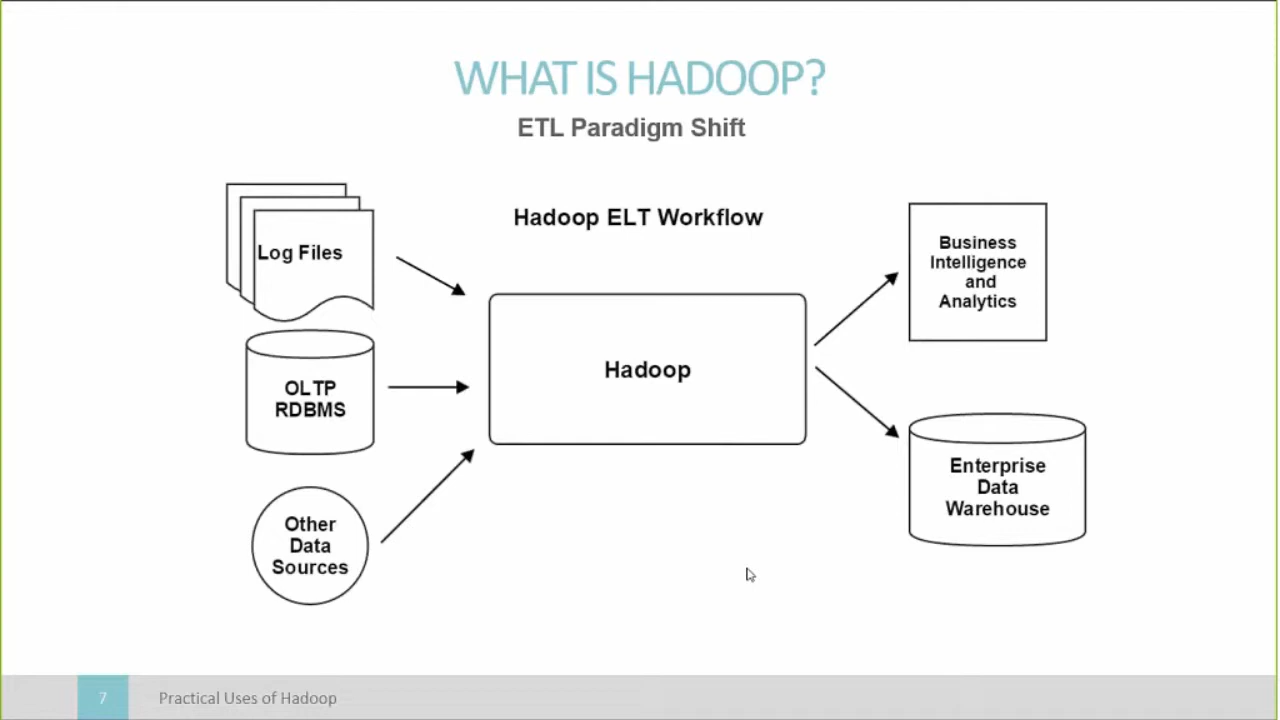 WHAT IS HADOOP?
ETL Paradigm Shift
Hadoop ELT Workflow
Log Files
OLTP
RDBMS
Other
Data
Sources
Hadoop
Business
Intelligence
and
Analytics
Enterprise
Data
Warehouse
7
Practical Uses of Hadoop